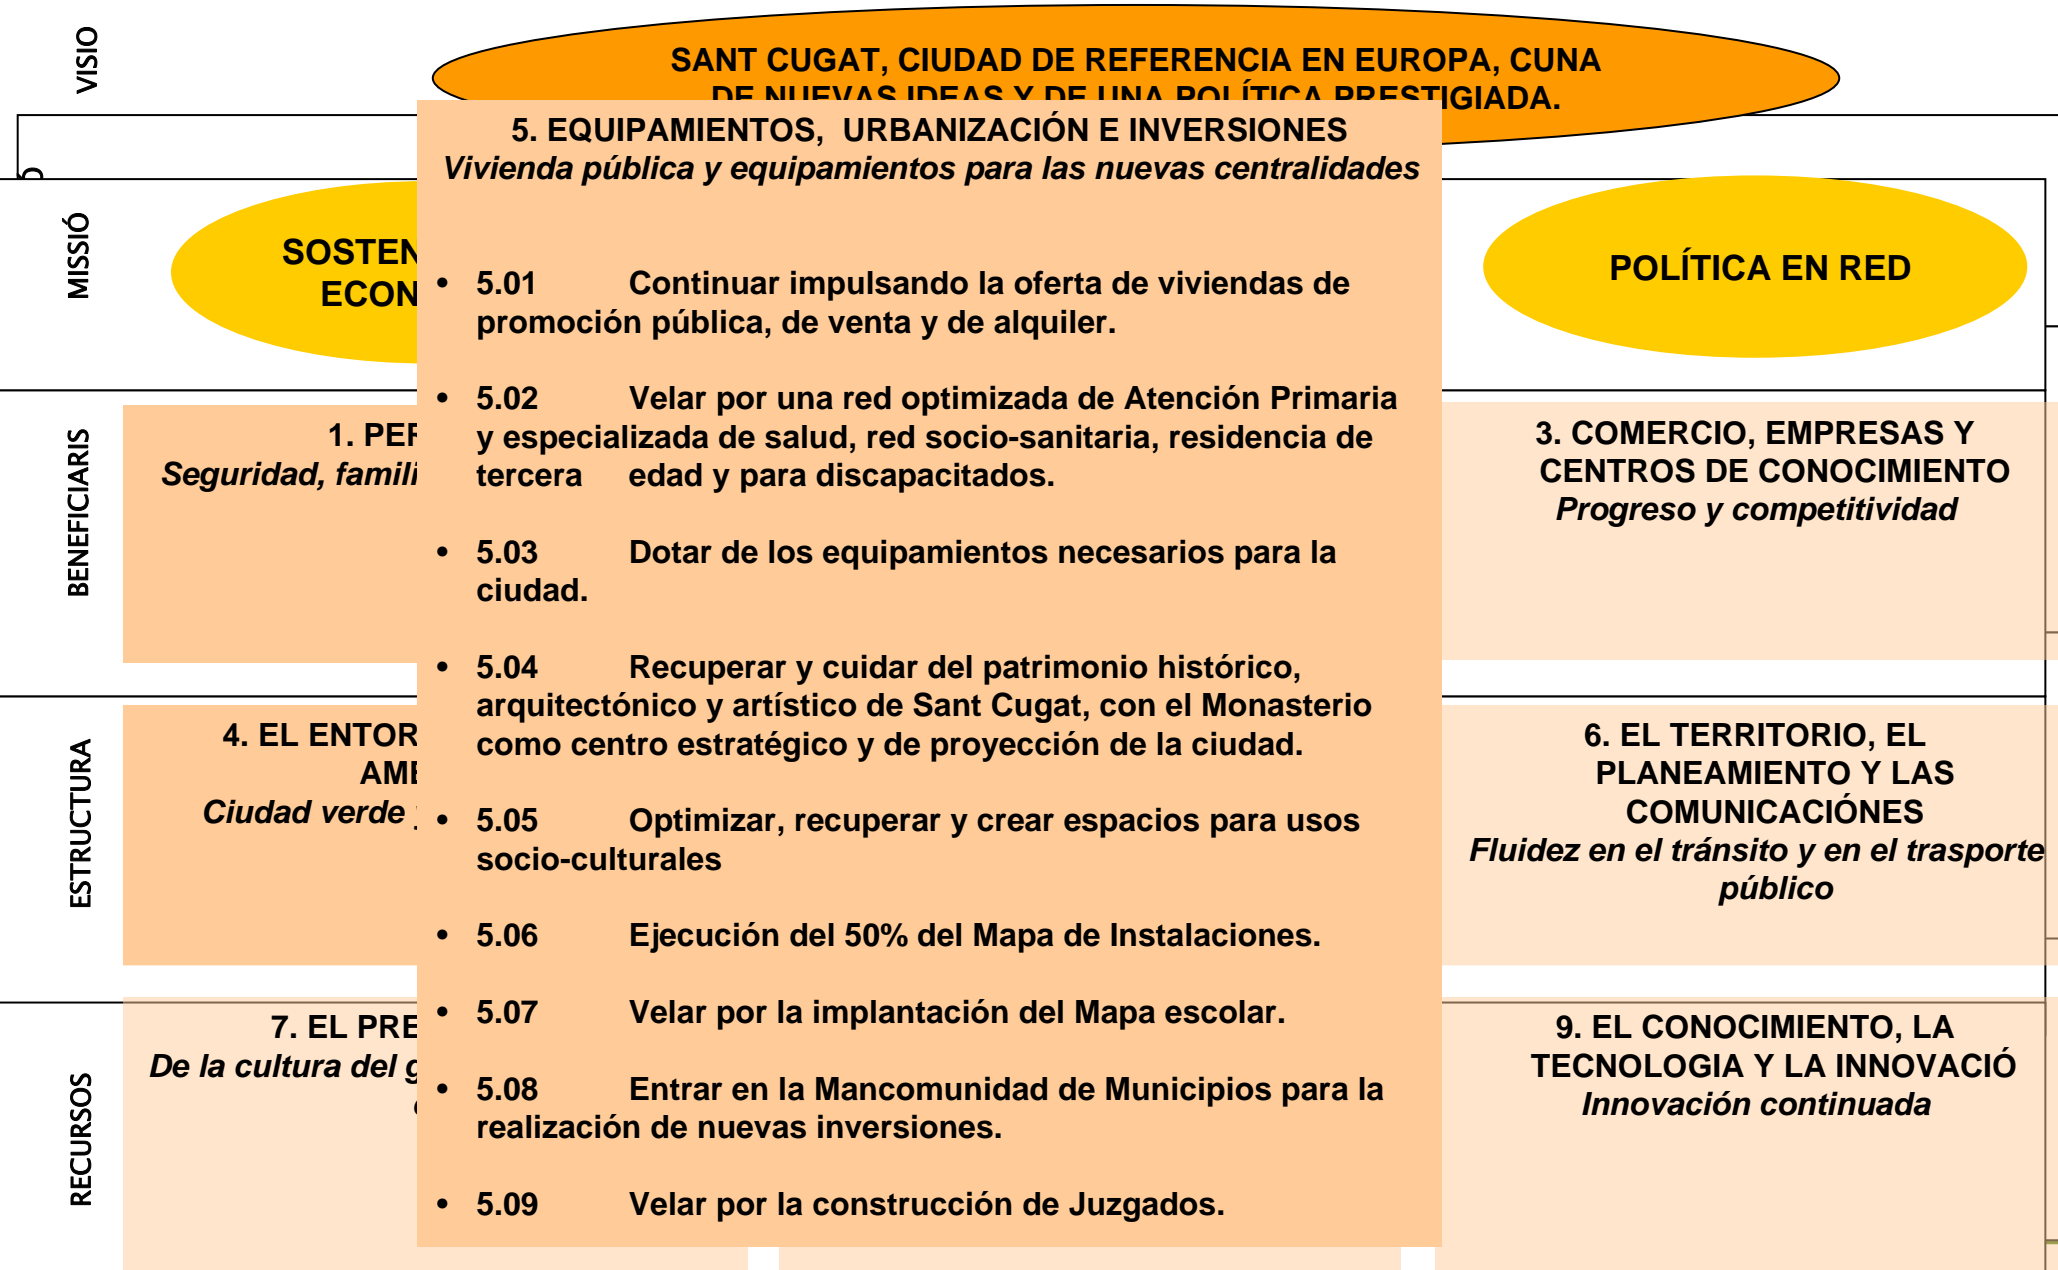 VISIO
SANT CUGAT, CIUDAD DE REFERENCIA EN EUROPA, CUNA
DE NUEVAS IDEAS Y DE UNA POLÍTICA PRESTIGIADA.
5. EQUIPAMIENTOS, URBANIZACIÓN E INVERSIONES
Vivienda pública y equipamientos para las nuevas centralidades
• 5.01 Continuar impulsando la oferta de viviendas de
promoción pública, de venta y de alquiler.
• 5.02 Velar por una red optimizada de Atención Primaria
y especializada de salud, red socio-sanitaria, residencia de
tercera edad y para discapacitados.
• 5.03 Dotar de los equipamientos necesarios para la
ciudad.
• 5.04 Recuperar y cuidar del patrimonio histórico,
arquitectónico y artístico de Sant Cugat, con el Monasterio
como centro estratégico y de proyección de la ciudad.
• 5.05 Optimizar, recuperar y crear espacios para usos
socio-culturales
• 5.06 Ejecución del 50% del Mapa de Instalaciones.
• 5.07 Velar por la implantación del Mapa escolar.
• 5.08 Entrar en la Mancomunidad de Municipios para la
realización de nuevas inversiones.
• 5.09 Velar por la construcción de Juzgados.
MISSIÓ
SOSTEN
ECON
POLÍTICA EN RED
BENEFICIARIS
1. PER
Seguridad, famili
3. COMERCIO, EMPRESAS Y
CENTROS DE CONOCIMIENTO
Progreso y competitividad
ESTRUCTURA
4. EL ENTOR
AMB
Ciudad verde
6. EL TERRITORIO, EL
PLANEAMIENTO Y LAS
COMUNICACIÓNES
Fluidez en el tránsito y en el trasporte
público
RECURSOS
7. EL PRE
De la cultura del g
9. EL CONOCIMIENTO, LA
TECNOLOGIA Y LA INNOVACIÓ
Innovación continuada